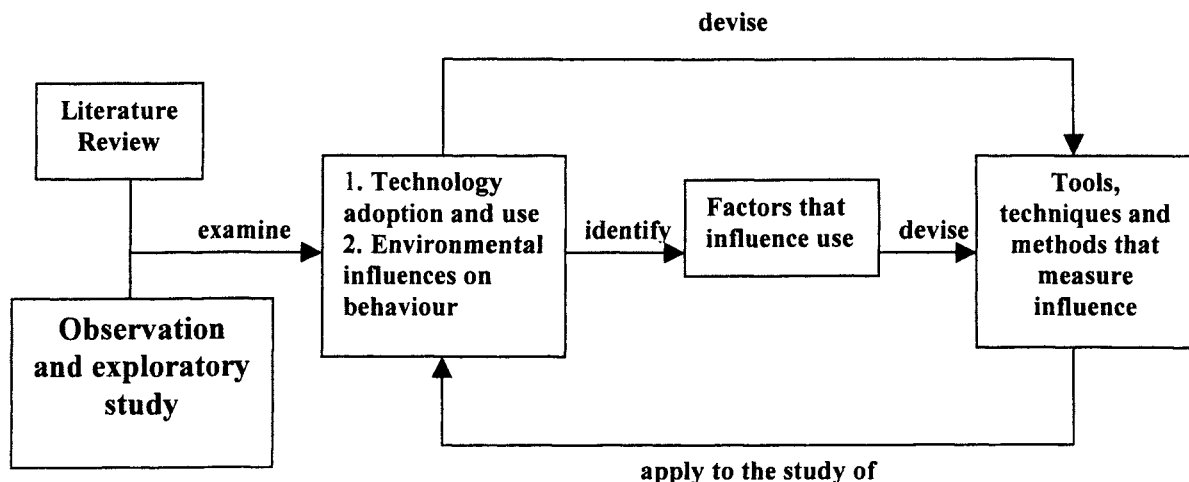 devise
Literature
Review
examine
1. Technology
adoption and use
2. Environmental
influences on
behaviour
identify
Factors that
influence use
devise
Tools,
techniques and
methods that
measure
influence
Observation
and exploratory
study
apply to the study of